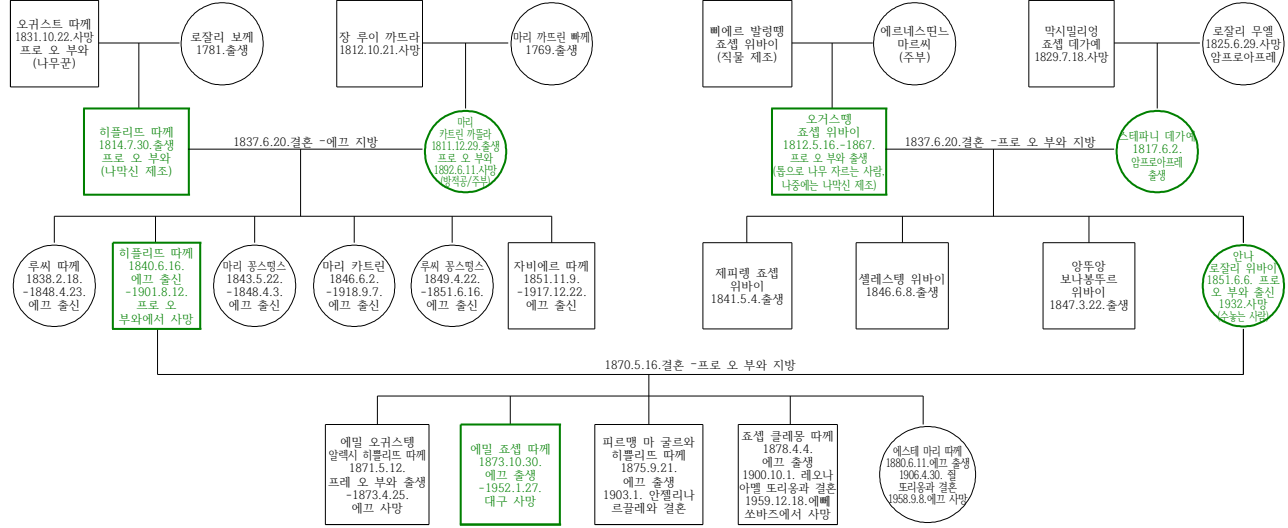 오귀스트 따께
1831.10.22.사망
프로 오 부와
(나무꾼)
로잘리 보께
1781.출생
장 루이 까뜨라
1812.10.21.사망
마리 까뜨린 빠께
1769.출생
삐에르 발렁뗑
죠셉 위바이
(직물 제조)
에르네스띤느
마르씨
(주부)
막시밀리엉
죠셉 데가예
1829.7.18.사망
로잘리 무엘
1825.6.29.사망
암프로아프레
히플리뜨 따께
1814.7.30.출생
프로 오 부와
(나막신 제조)
1837.6.20.결혼 -에끄 지방
마리
카트린 까뜰라
1811.12.29.출생
프로 오 부와
1892.6.11.사망
(방적공/주부)
오거스뗑
죠셉 위바이
1812.5.16.-1867.
프로 오 부와 출생
(톱으로 나무 자르는 사람,
나중에는 나막신 제조)
1837.6.20.결혼 -프로 오 부와 지방
스테파니 데가예
1817.6.2.
암프로아프레
출생
루씨 따께
1838.2.18.
-1848.4.23.
에끄 출신
히플리뜨 따께
1840.6.16.
에끄 출신
-1901.8.12.
프로 오
부와에서 사망
마리 꽁스떵스
1843.5.22.
-1848.4.3.
에끄 출신
마리 카트린
1846.6.2.
-1918.9.7.
에끄 출신
루씨 꽁스떵스
1849.4.22.
-1851.6.16.
에끄 출신
자비에르 따께
1851.11.9.
-1917.12.22.
에끄 출신
제피렝 죠셉
위바이
1841.5.4.출생
셀레스뗑 위바이
1846.6.8.출생
앙뚜앙
보나봉뚜르
위바이
1847.3.22.출생
안나
로잘리 위바이
1851.6.6. 프로
오 부와 출신
1932.사망
(수놓는 사람)
1870.5.16.결혼 -프로 오 부와 지방
에밀 오귀스뗑
알렉시 히쁠리뜨 따께
1871.5.12.
프레 오 부와 출생
-1873.4.25.
에끄 사망
에밀 죠셉 따께
1873.10.30.
에끄 출생
-1952.1.27.
대구 사망
피르맹 마 굴르와
히쁠리뜨 따께
1875.9.21.
에끄 출생
1903.1. 안젤리나
르끌레와 결혼
죠셉 클레몽 따께
1878.4.4.
에끄 출생
1900.10.1. 레오나
아멜 또리옹과 결혼
1959.12.18.에뻬
쏘바즈에서 사망
에스테 마리 따께
1880.6.11.에끄 출생
1906.4.30. 쥘
또리옹과 결혼
1958.9.8.에끄 사망